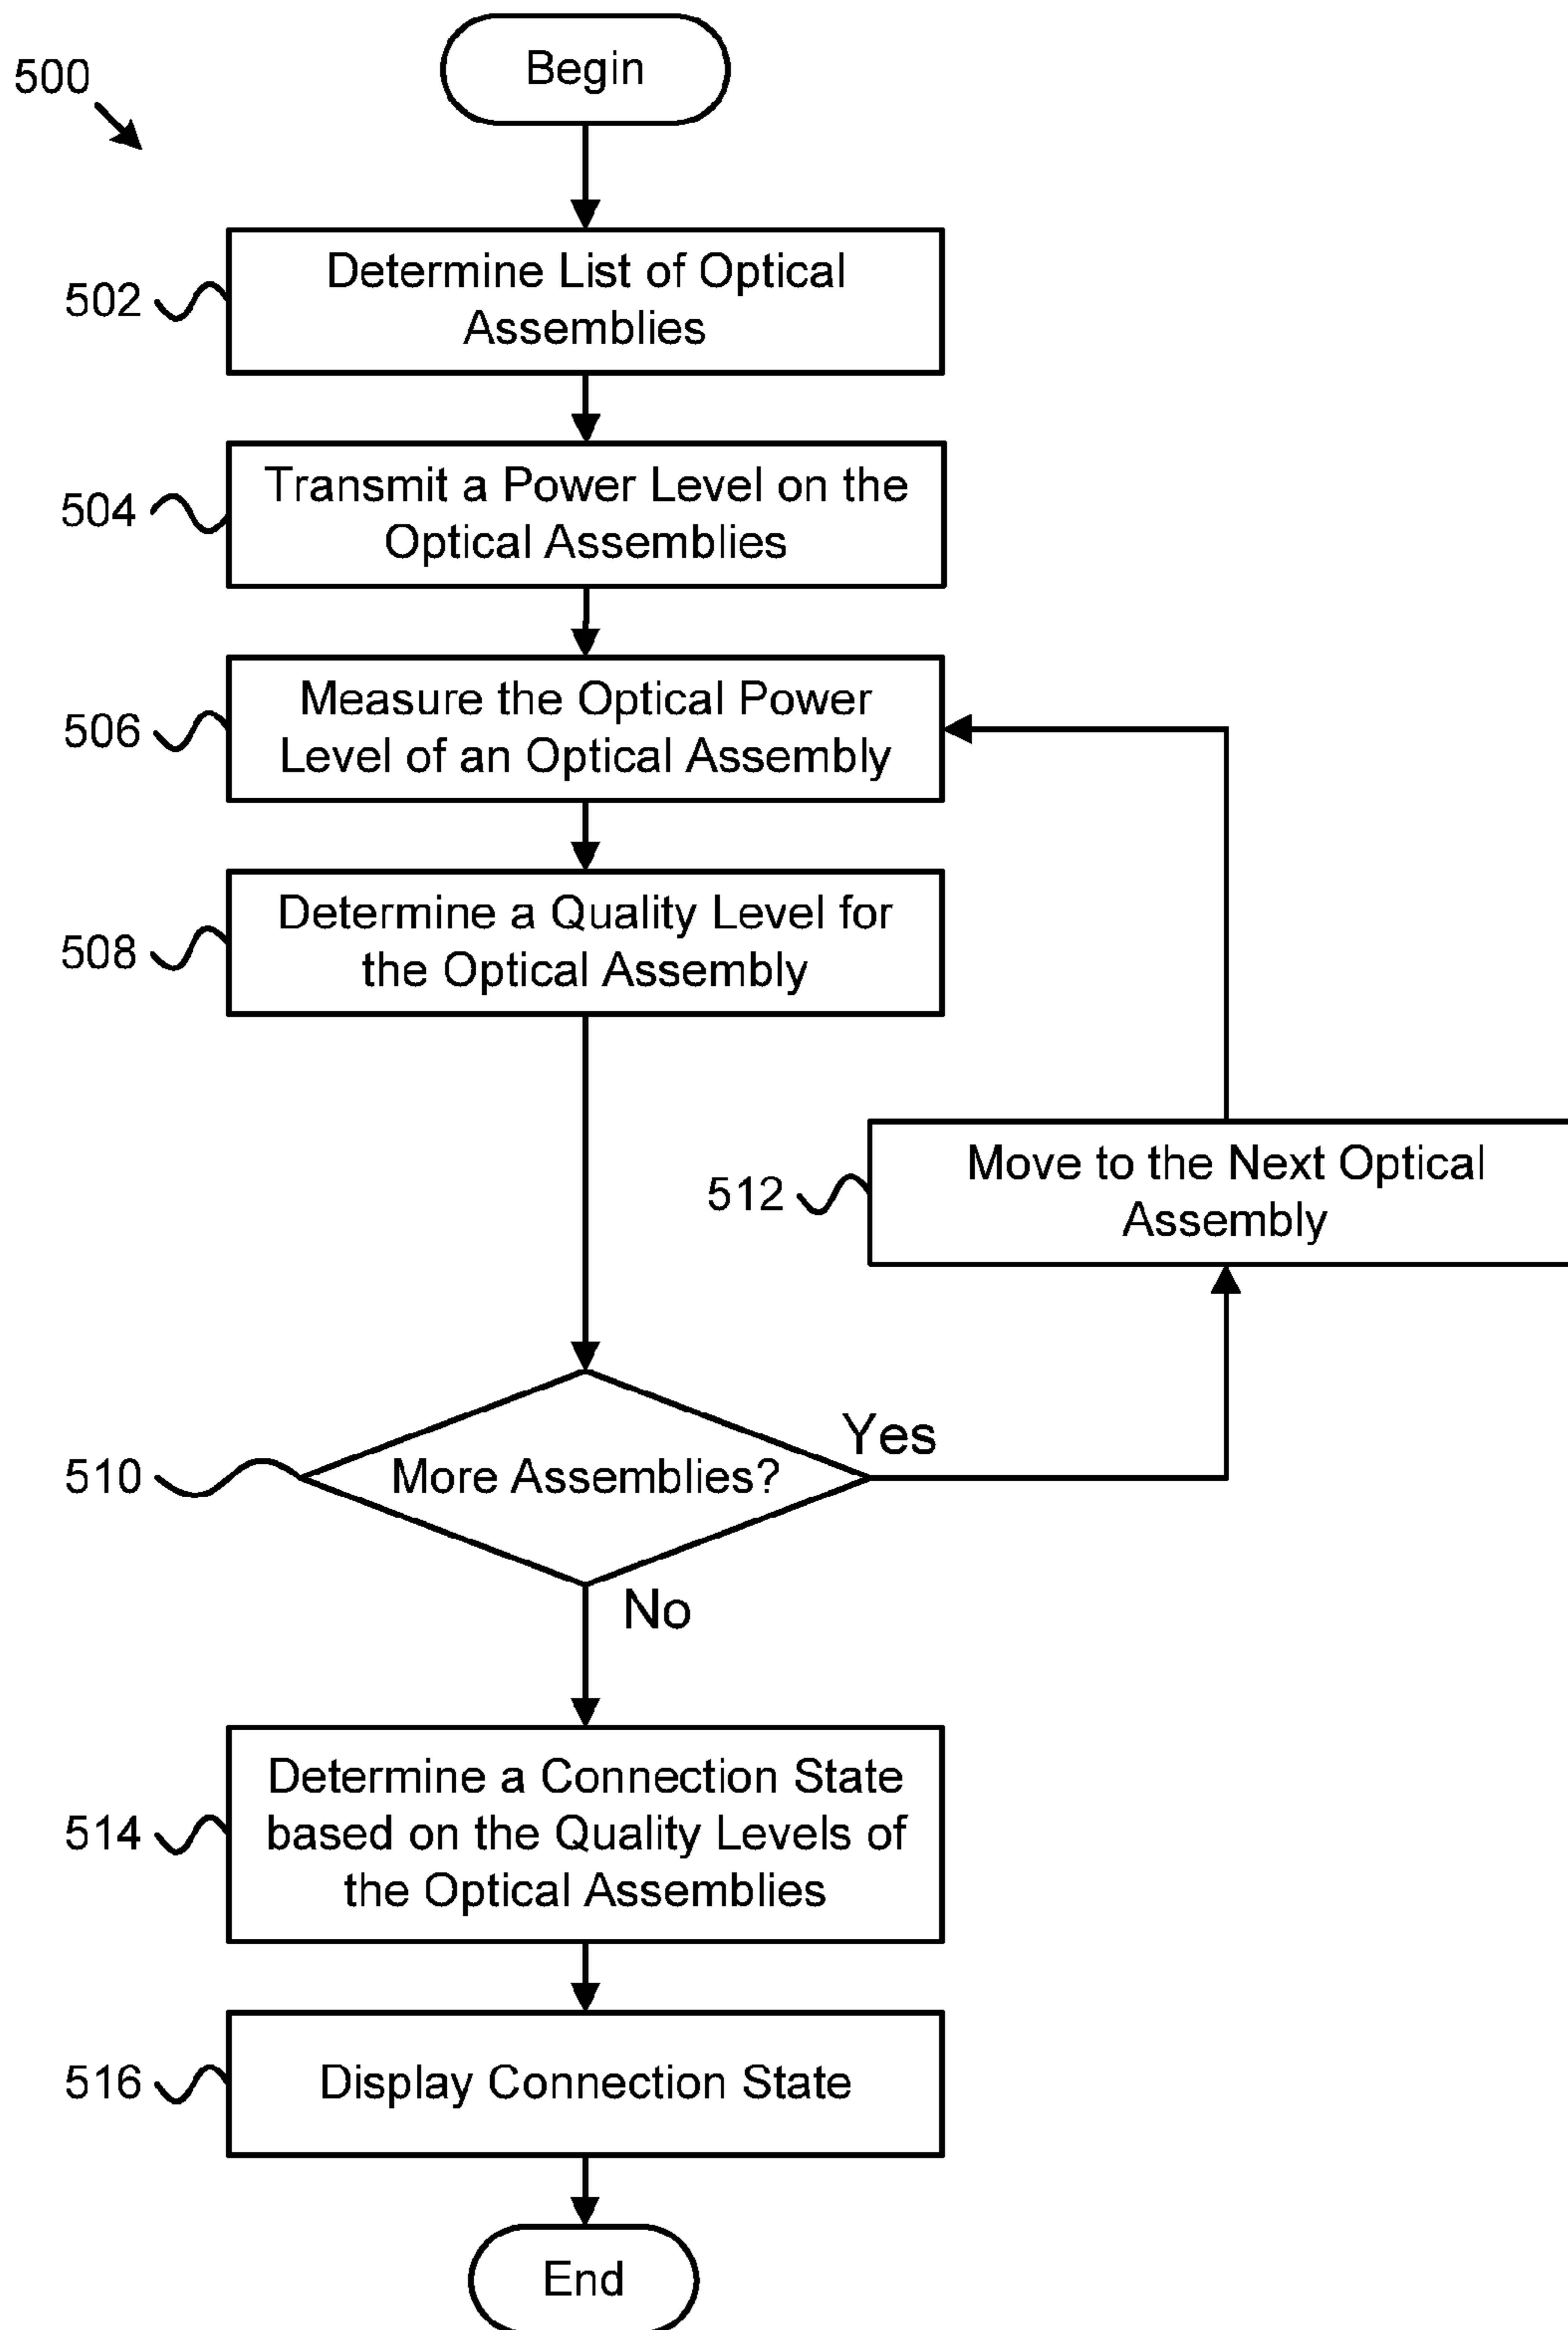 500
Begin
502
Determine List of Optical
Assemblies
504
Transmit a Power Level on the
Optical Assemblies
506
Measure the Optical Power
Level of an Optical Assembly
508
Determine a Quality Level for
the Optical Assembly
512
Move to the Next Optical
Assembly
510
More Assemblies?
Yes
No
514
Determine a Connection State
based on the Quality Levels of
the Optical Assemblies
516
Display Connection State
End